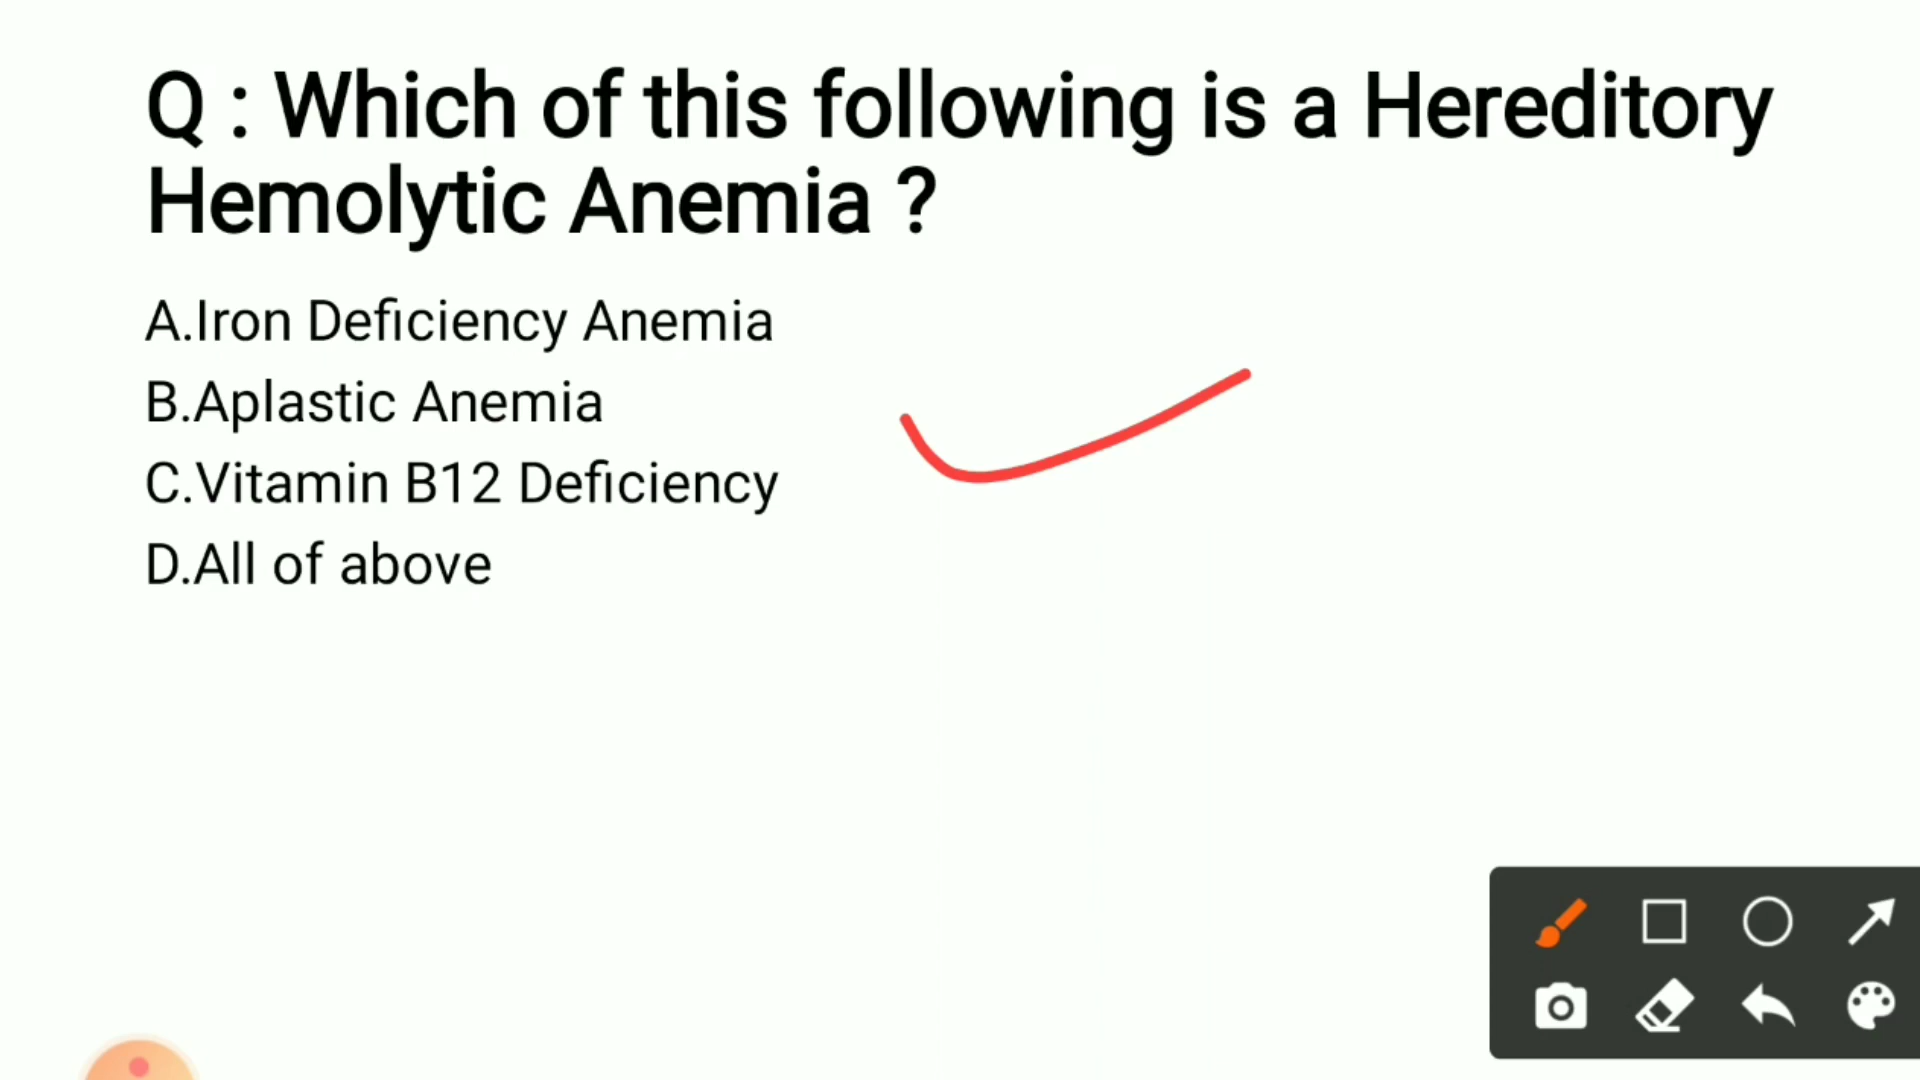 Q : Which of this following is a Hereditory
Hemolytic Anemia ?
A.Iron Deficiency Anemia
B.Aplastic Anemia
C.Vitamin B12 Deficiency
D.All of above